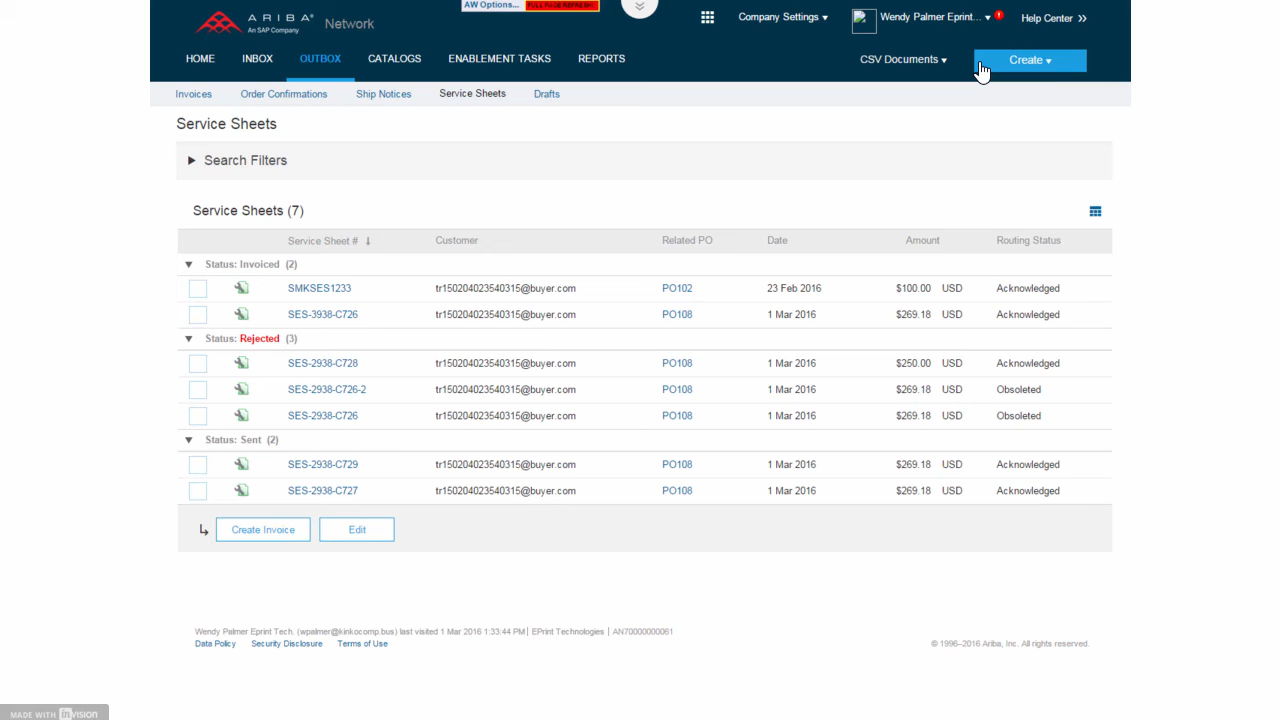 AW Options... FULL PAGE REFRESH!
ARIBA Network
An SAP Company
Company Settings
Wendy Palmer Eprint...
Help Center »
HOME INBOX OUTBOX CATALOGS ENABLEMENT TASKS REPORTS
CSV Documents
Create
Invoices Order Confirmations Ship Notices Service Sheets Drafts
Service Sheets
Search Filters
Service Sheets (7)
Service Sheet # ↓ Customer Related PO Date Amount Routing Status
Status: Invoiced (2)
SMKSES1233 tr150204023540315@buyer.com PO102 23 Feb 2016 $100.00 USD Acknowledged
SES-3938-C726 tr150204023540315@buyer.com PO108 1 Mar 2016 $269.18 USD Acknowledged
Status: Rejected (3)
SES-2938-C728 tr150204023540315@buyer.com PO108 1 Mar 2016 $250.00 USD Acknowledged
SES-2938-C726-2 tr150204023540315@buyer.com PO108 1 Mar 2016 $269.18 USD Obsoleted
SES-2938-C726 tr150204023540315@buyer.com PO108 1 Mar 2016 $269.18 USD Obsoleted
Status: Sent (2)
SES-2938-C729 tr150204023540315@buyer.com PO108 1 Mar 2016 $269.18 USD Acknowledged
SES-2938-C727 tr150204023540315@buyer.com PO108 1 Mar 2016 $269.18 USD Acknowledged
Create Invoice Edit
Wendy Palmer Eprint Tech. (wpalmer@kinkocomp.bus) last visited 1 Mar 2016 1:33:44 PM | EPrint Technologies | AN70000000061
Data Policy Security Disclosure Terms of Use
© 1996–2016 Ariba, Inc. All rights reserved.
MADE WITH invision